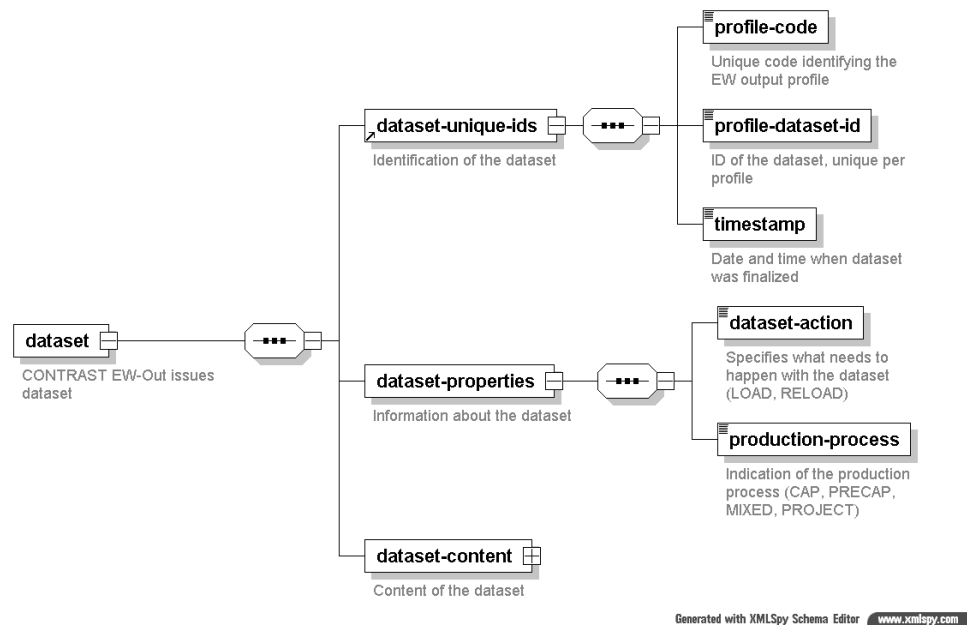 profile-code
Unique code identifying the
EW output profile
dataset-unique-ids
Identification of the dataset
profile-dataset-id
ID of the dataset, unique per
profile
timestamp
Date and time when dataset
was finalized
dataset
CONTRAST EW-Out issues
dataset
dataset-properties
Information about the dataset
dataset-action
Specifies what needs to
happen with the dataset
(LOAD, RELOAD)
production-process
Indication of the production
process (CAP, PRECAP,
MIXED, PROJECT)
dataset-content
Content of the dataset
Generated with XMLSpy Schema Editor www.xmlspy.com